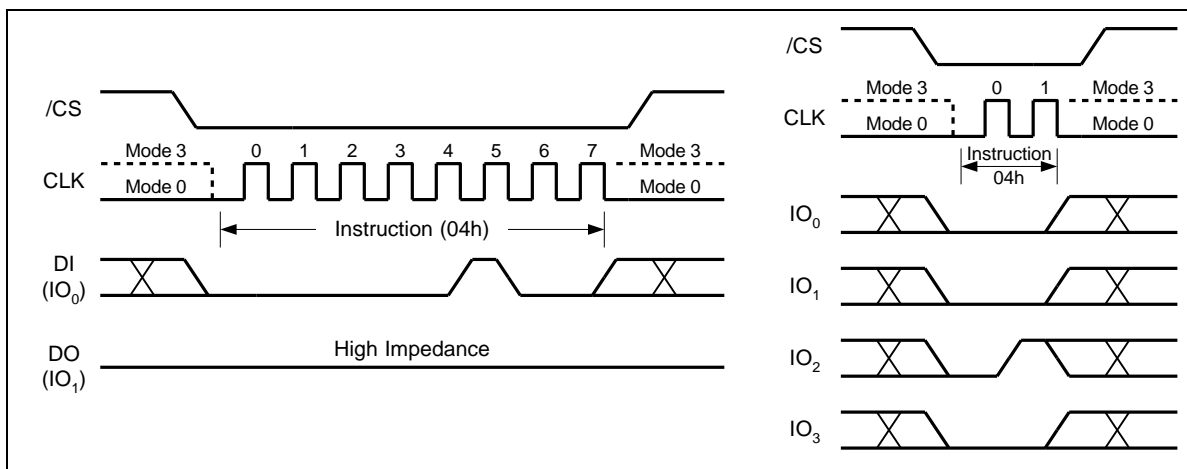 /CS
Mode 3
0 1 2 3 4 5 6 7
Mode 3
CLK
Mode 0
Mode 0
Instruction (04h)
DI
(IO₀)
DO
(IO₁)
High Impedance
/CS
Mode 3
0 1
Mode 3
CLK
Mode 0
Mode 0
Instruction
04h
IO₀
IO₁
IO₂
IO₃